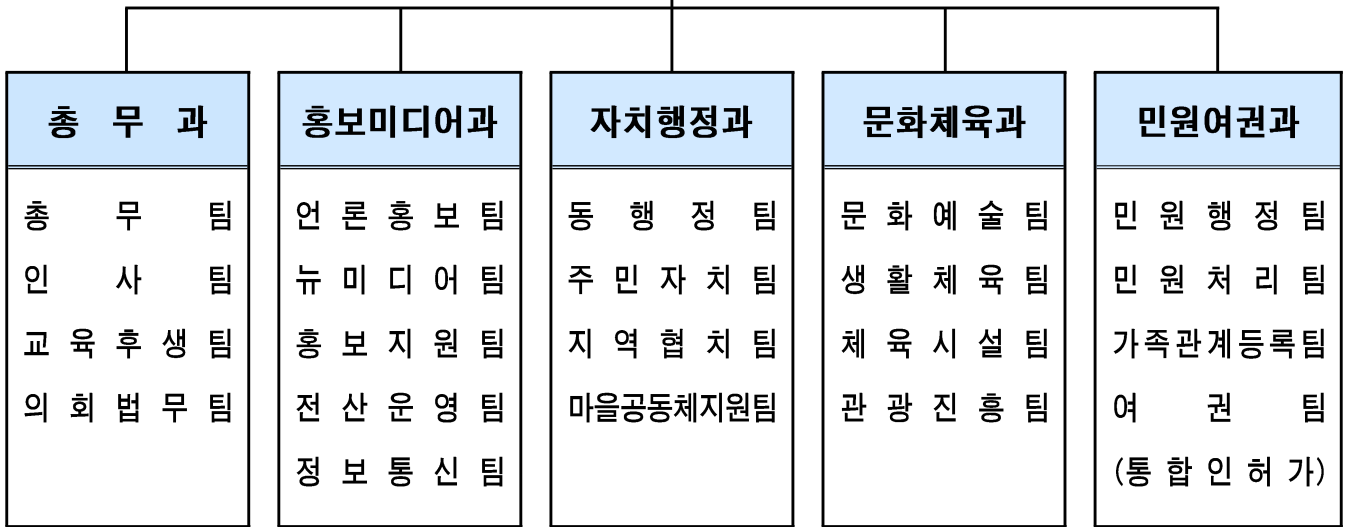 총 무 과
총 무 팀
인 사 팀
교 육 후 생 팀
의 회 법 무 팀
홍보미디어과
언 론 홍 보 팀
뉴 미 디 어 팀
홍 보 지 원 팀
전 산 운 영 팀
정 보 통 신 팀
자치행정과
동 행 정 팀
주 민 자 치 팀
지 역 협 치 팀
마을공동체지원팀
문화체육과
문 화 예 술 팀
생 활 체 육 팀
체 육 시 설 팀
관 광 진 흥 팀
민원여권과
민 원 행 정 팀
민 원 처 리 팀
가족관계등록팀
여 권 팀
(통 합 인 허 가)